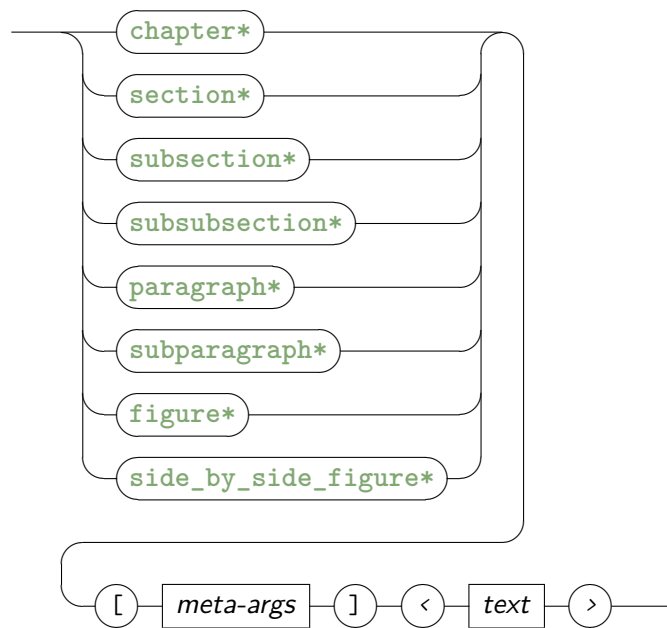 chapter*
section*
subsection*
subsubsection*
paragraph*
subparagraph*
figure*
side_by_side_figure*
[ meta-args ] < text >